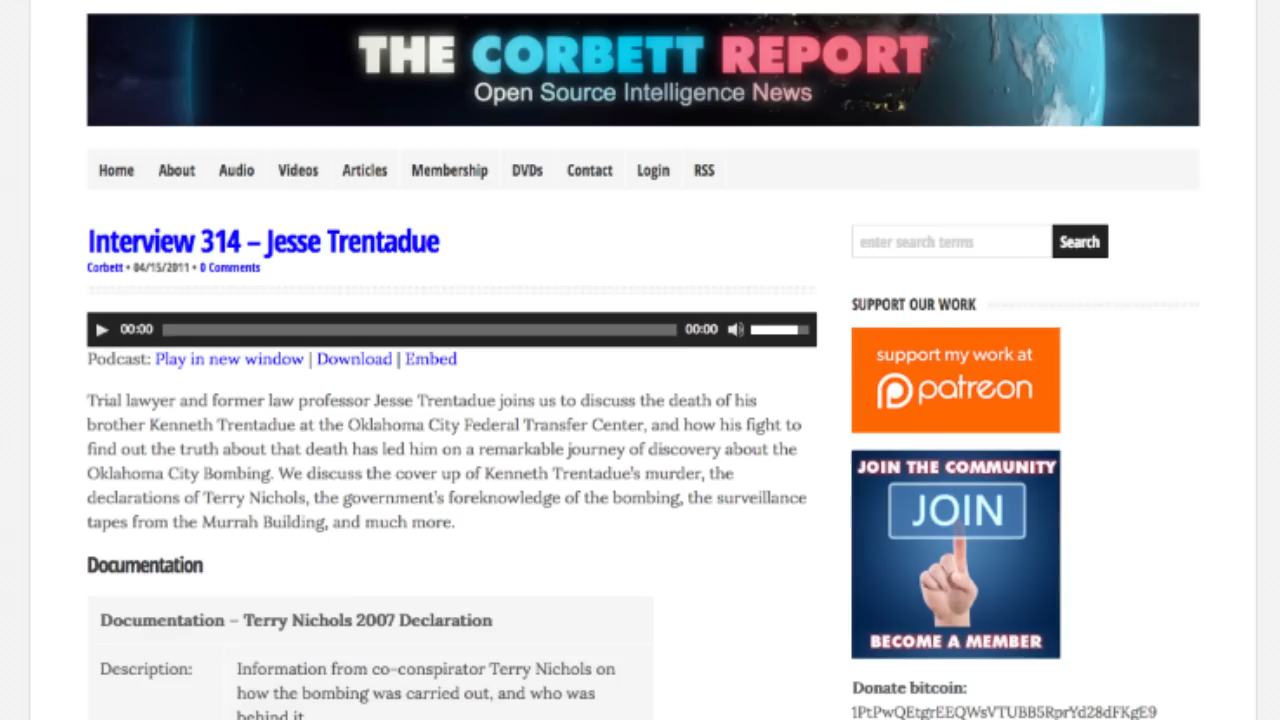 THE CORBETT REPORT
Open Source Intelligence News
Home About Audio Videos Articles Membership DVDs Contact Login RSS
Interview 314 – Jesse Trentadue
Corbett • 04/15/2011 • 0 Comments
00:00 00:00
Podcast: Play in new window | Download | Embed
Trial lawyer and former law professor Jesse Trentadue joins us to discuss the death of his
brother Kenneth Trentadue at the Oklahoma City Federal Transfer Center, and how his fight to
find out the truth about that death has led him on a remarkable journey of discovery about the
Oklahoma City Bombing. We discuss the cover up of Kenneth Trentadue's murder, the
declarations of Terry Nichols, the government's foreknowledge of the bombing, the surveillance
tapes from the Murrah Building, and much more.
Documentation
Documentation – Terry Nichols 2007 Declaration
Description: Information from co-conspirator Terry Nichols on
how the bombing was carried out, and who was
behind it
enter search terms Search
SUPPORT OUR WORK
support my work at
patreon
JOIN THE COMMUNITY
JOIN
BECOME A MEMBER
Donate bitcoin:
1PtPwQEtgrEEQWsVTUBB5RprYd28dFKgE9